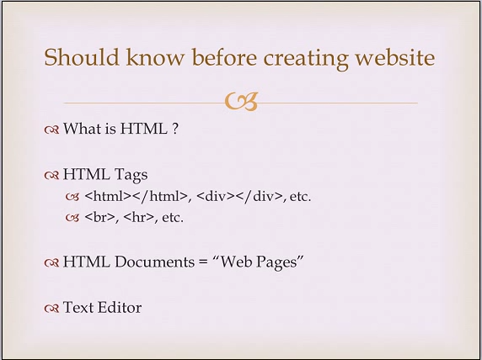 Should know before creating website
What is HTML ?
HTML Tags
<html></html>, <div></div>, etc.
<br>, <hr>, etc.
HTML Documents = “Web Pages”
Text Editor